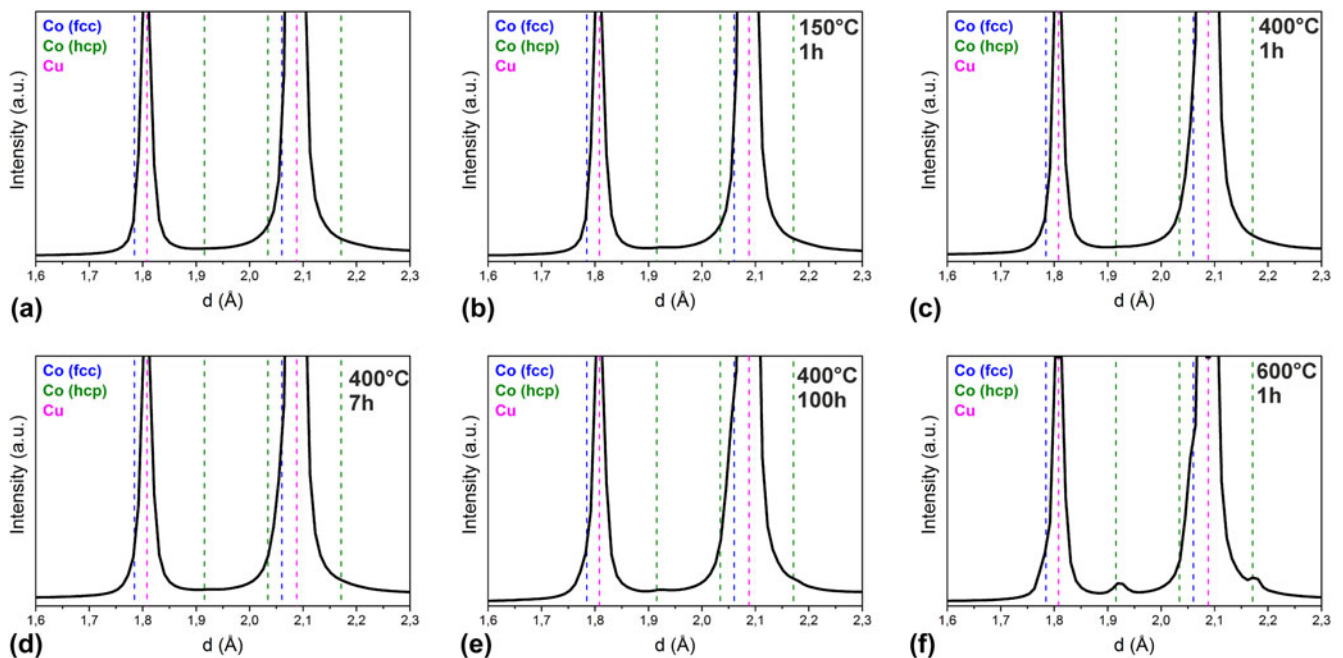 Co (fcc)
Co (hcp)
Cu
Intensity (a.u.)
1,6 1,7 1,8 1,9 2,0 2,1 2,2 2,3
d (Å)
(a)
Co (fcc)
Co (hcp)
Cu
150°C
1h
Intensity (a.u.)
1,6 1,7 1,8 1,9 2,0 2,1 2,2 2,3
d (Å)
(b)
Co (fcc)
Co (hcp)
Cu
400°C
1h
Intensity (a.u.)
1,6 1,7 1,8 1,9 2,0 2,1 2,2 2,3
d (Å)
(c)
Co (fcc)
Co (hcp)
Cu
400°C
7h
Intensity (a.u.)
1,6 1,7 1,8 1,9 2,0 2,1 2,2 2,3
d (Å)
(d)
Co (fcc)
Co (hcp)
Cu
400°C
100h
Intensity (a.u.)
1,6 1,7 1,8 1,9 2,0 2,1 2,2 2,3
d (Å)
(e)
Co (fcc)
Co (hcp)
Cu
600°C
1h
Intensity (a.u.)
1,6 1,7 1,8 1,9 2,0 2,1 2,2 2,3
d (Å)
(f)